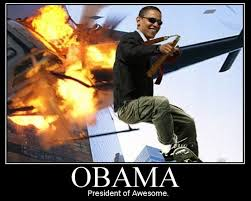 OBAMA
President of Awesome.